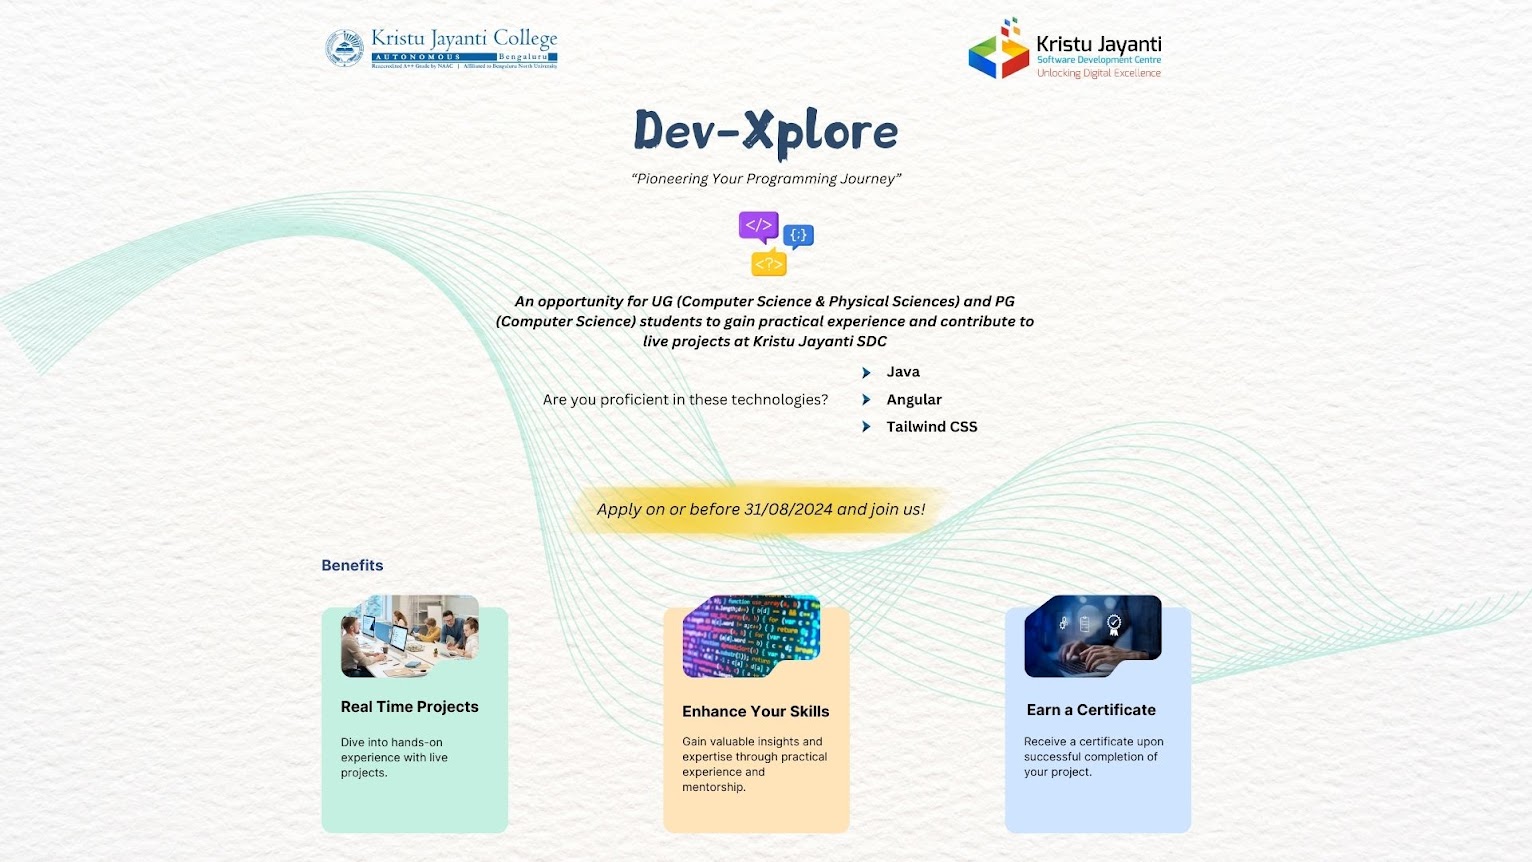 Kristu Jayanti College
AUTONOMOUS Bengaluru
Reaccredited A++ Grade by NAAC | Affiliated to Bengaluru North University
Kristu Jayanti
Software Development Centre
Unlocking Digital Excellence
Dev-Xplore
“Pioneering Your Programming Journey”
</>
{;}
<?>
An opportunity for UG (Computer Science & Physical Sciences) and PG
(Computer Science) students to gain practical experience and contribute to
live projects at Kristu Jayanti SDC
Are you proficient in these technologies?
Java
Angular
Tailwind CSS
Apply on or before 31/08/2024 and join us!
Benefits
Real Time Projects
Dive into hands-on
experience with live
projects.
Enhance Your Skills
Gain valuable insights and
expertise through practical
experience and
mentorship.
Earn a Certificate
Receive a certificate upon
successful completion of
your project.